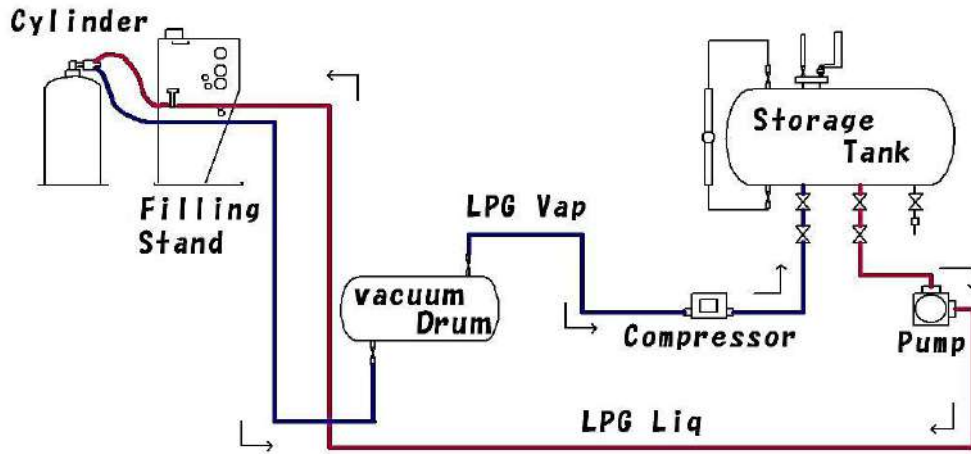 Cylinder
Storage
Tank
Filling
Stand
LPG Vap
vacuum
Drum
Compressor
Pump
LPG Liq